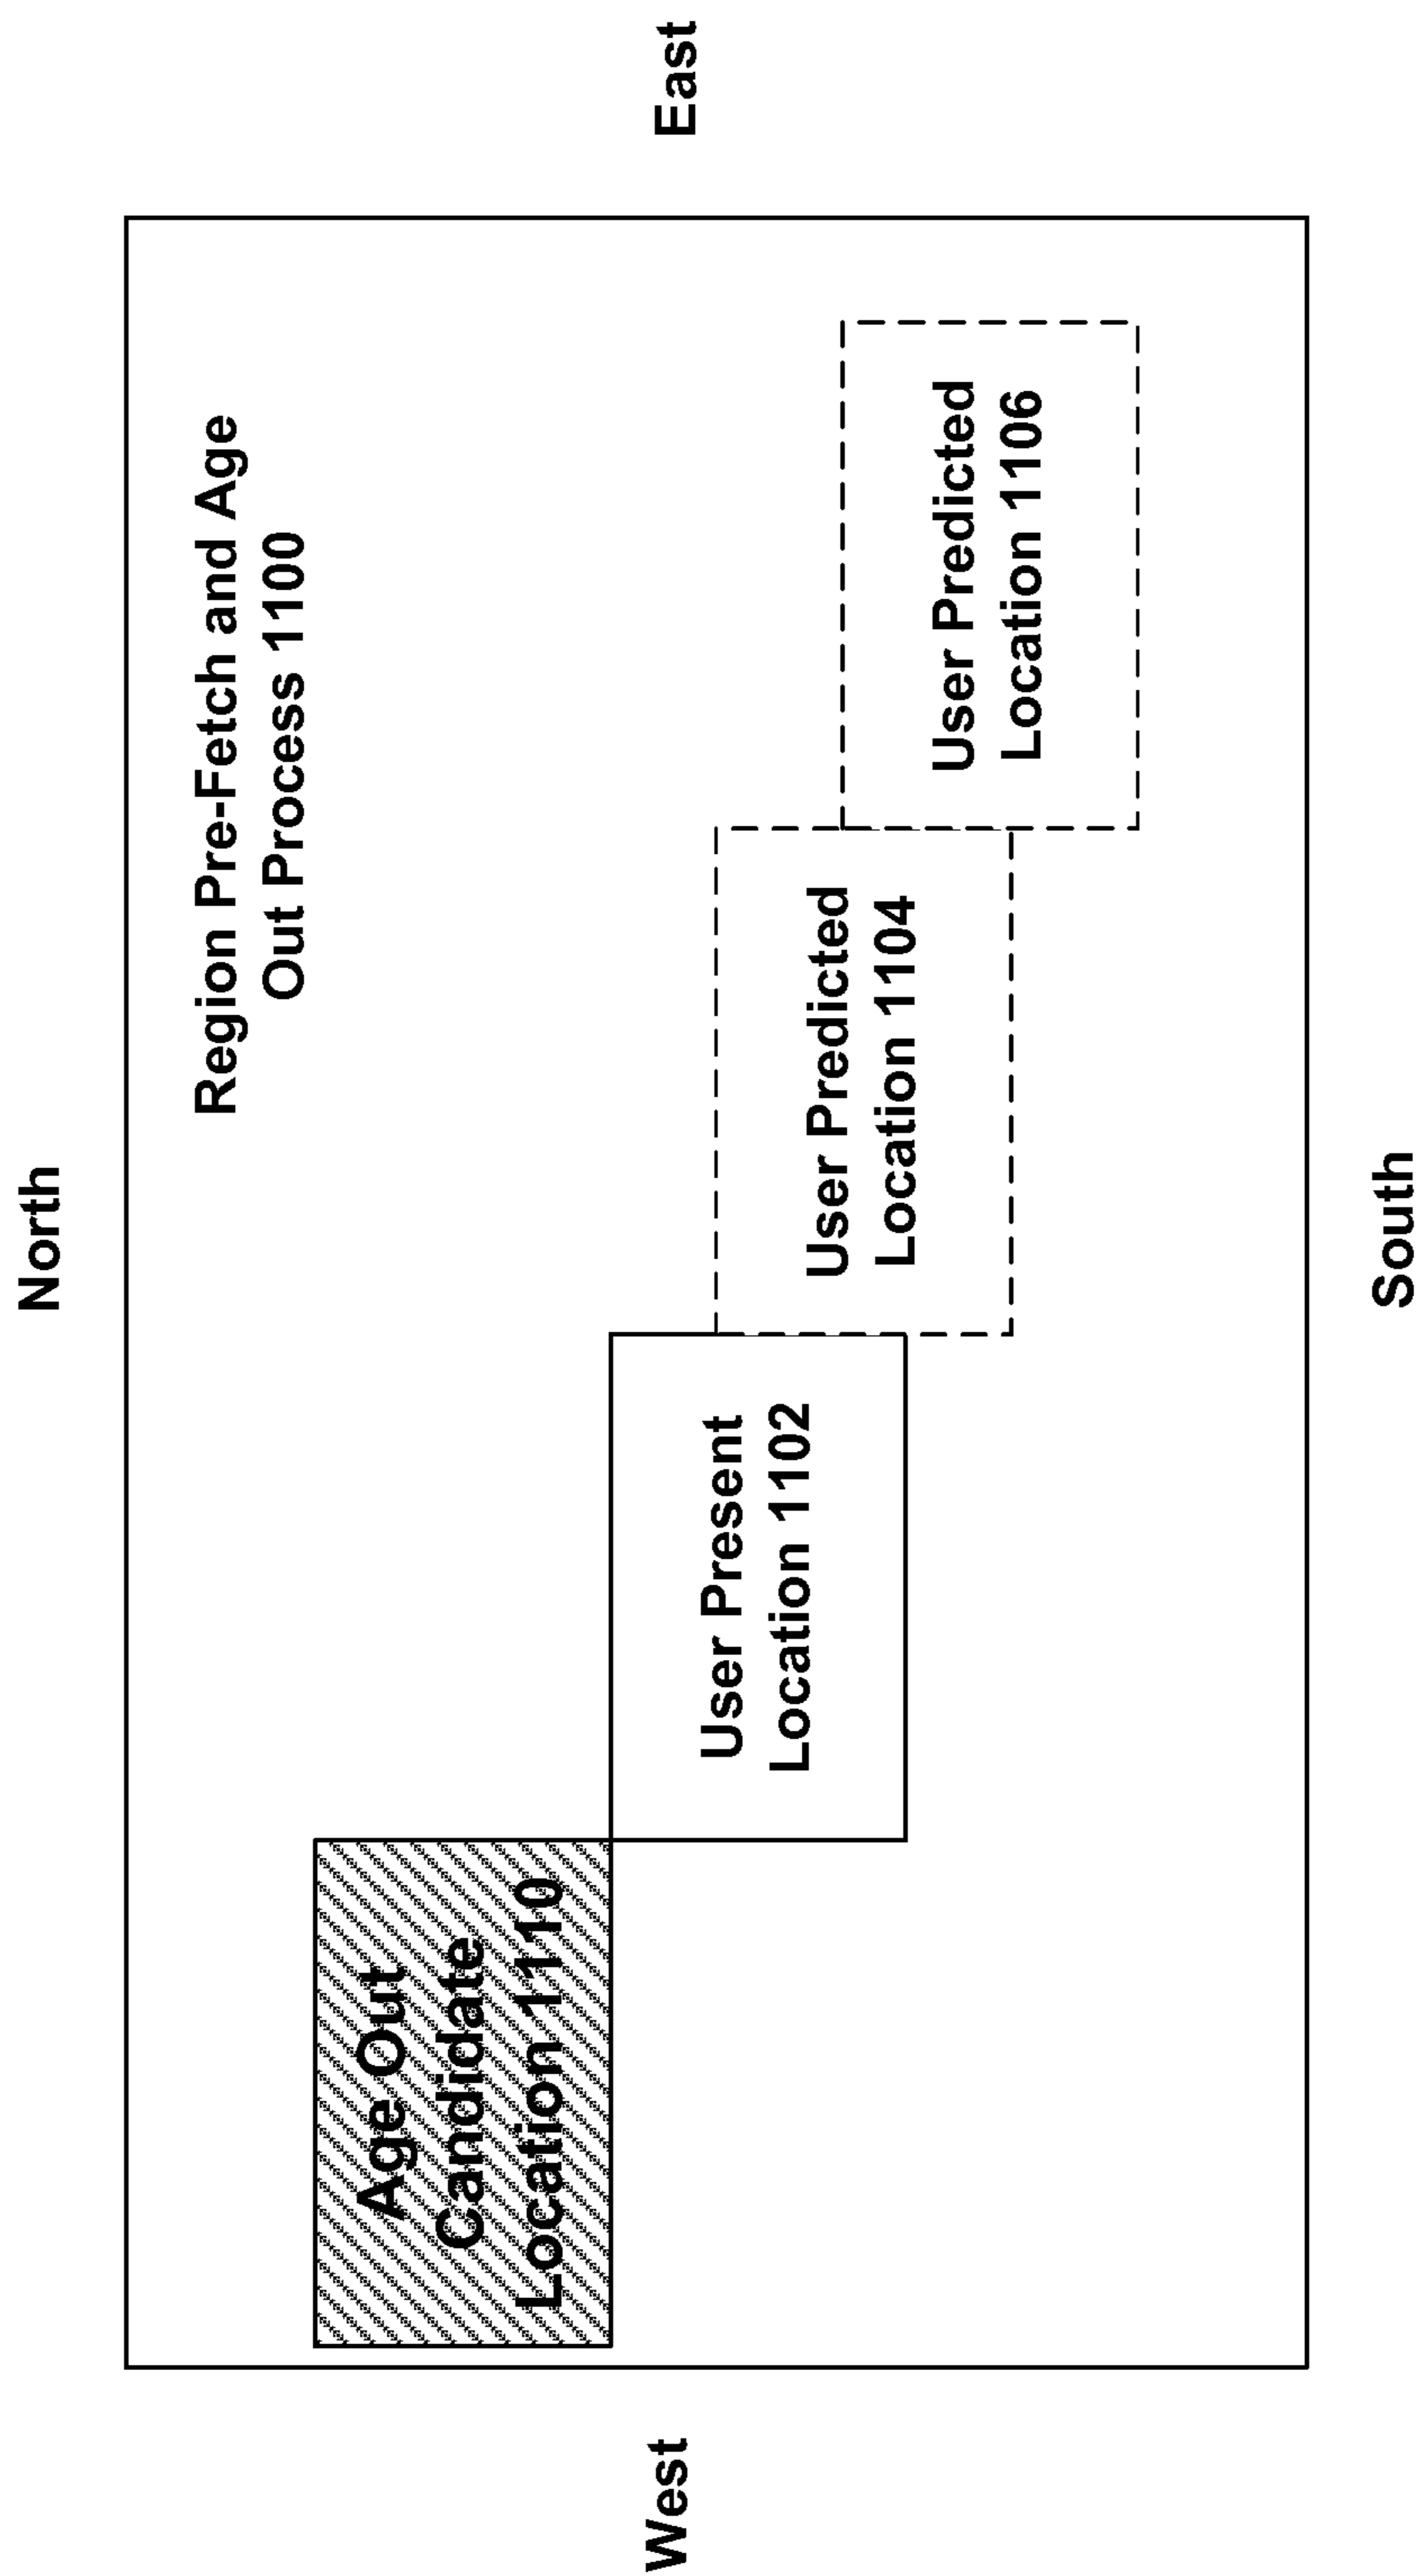 North
Region Pre-Fetch and Age
Out Process 1100
Age Out
Candidate
Location 1110
User Present
Location 1102
User Predicted
Location 1104
User Predicted
Location 1106
West
East
South